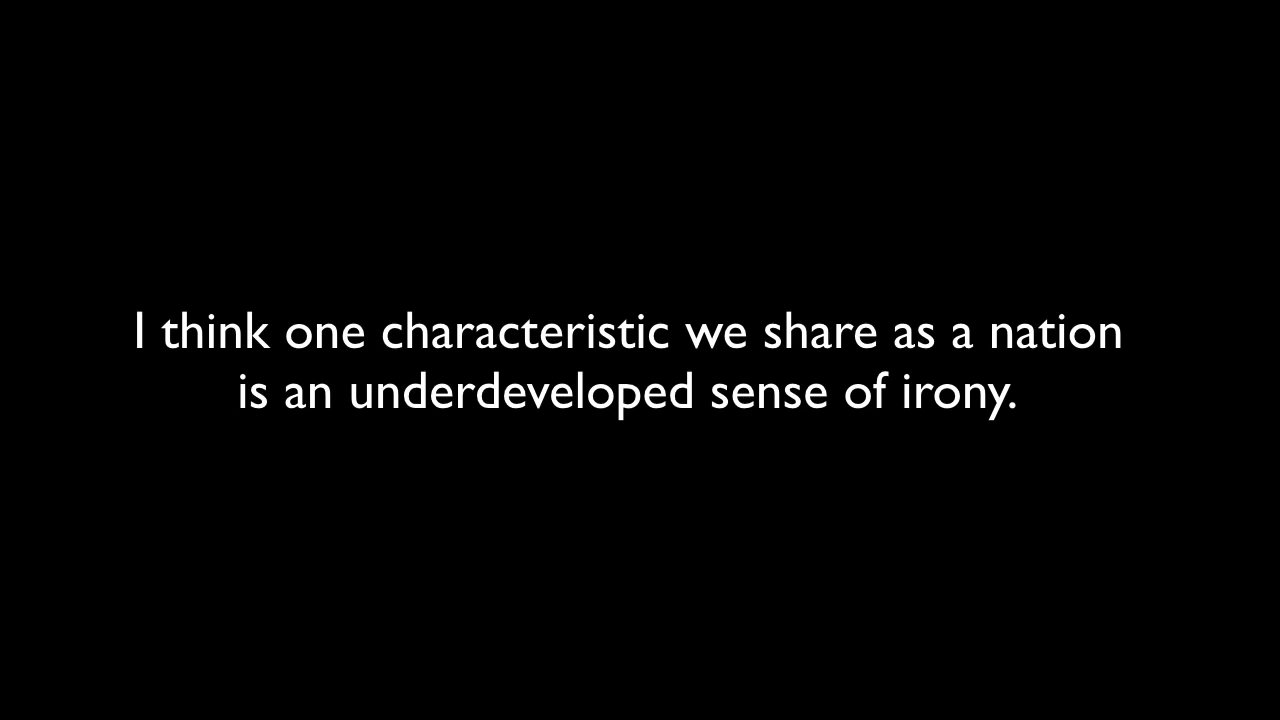 I think one characteristic we share as a nation
is an underdeveloped sense of irony.